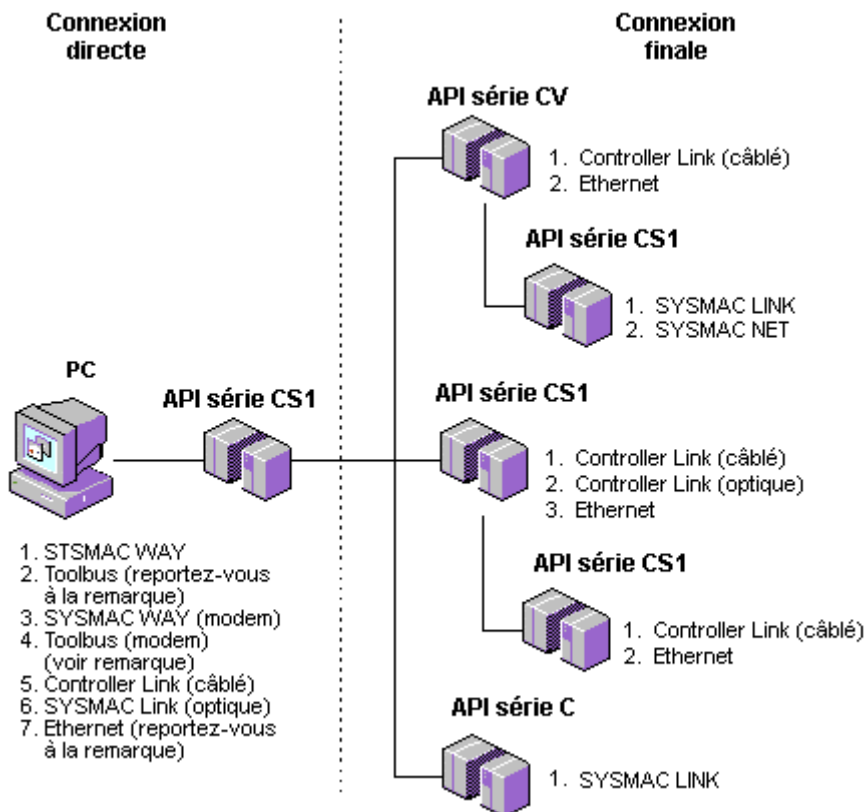 Connexion
directe
Connexion
finale
API série CV
1. Controller Link (câblé)
2. Ethernet
API série CS1
1. SYSMAC LINK
2. SYSMAC NET
PC
API série CS1
API série CS1
1. Controller Link (câblé)
2. Controller Link (optique)
3. Ethernet
1. STSMAC WAY
2. Toolbus (reportez-vous
à la remarque)
3. SYSMAC WAY (modem)
4. Toolbus (modem)
(voir remarque)
5. Controller Link (câblé)
6. SYSMAC Link (optique)
7. Ethernet (reportez-vous
à la remarque)
API série CS1
1. Controller Link (câblé)
2. Ethernet
API série C
1. SYSMAC LINK